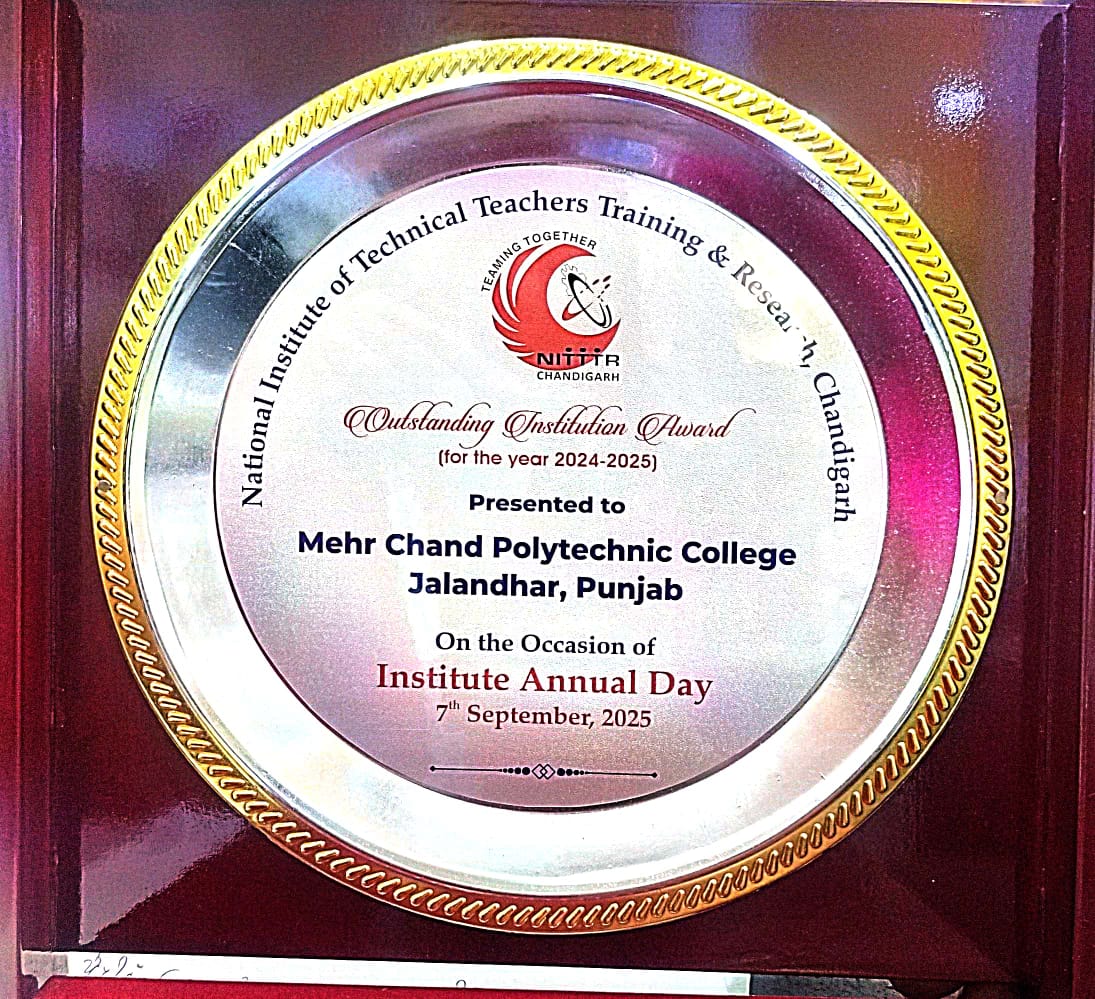 National Institute of Technical Teachers Training & Research, Chandigarh
TEAMING TOGETHER
NITTTR
CHANDIGARH
Outstanding Institution Award
(for the year 2024-2025)
Presented to
Mehr Chand Polytechnic College
Jalandhar, Punjab
On the Occasion of
Institute Annual Day
7th September, 2025